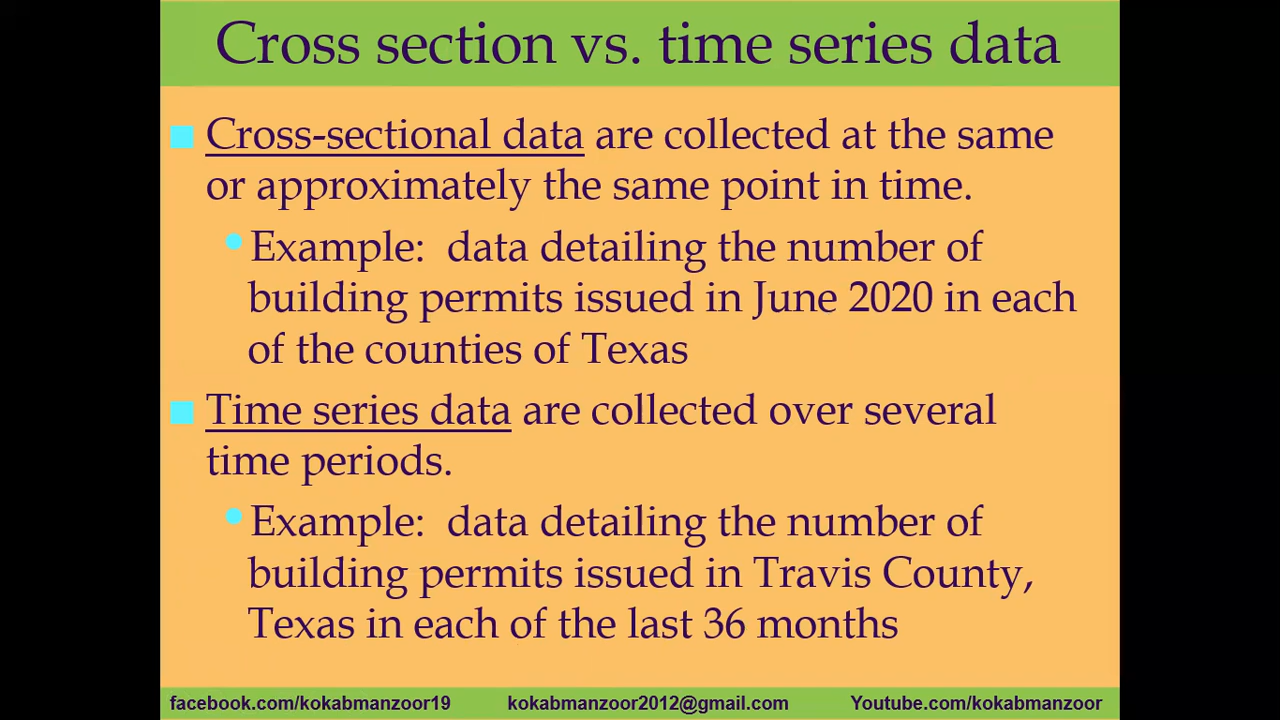 Cross section vs. time series data
Cross-sectional data are collected at the same
or approximately the same point in time.
Example: data detailing the number of
building permits issued in June 2020 in each
of the counties of Texas
Time series data are collected over several
time periods.
Example: data detailing the number of
building permits issued in Travis County,
Texas in each of the last 36 months
facebook.com/kokabmanzoor19 kokabmanzoor2012@gmail.com Youtube.com/kokabmanzoor